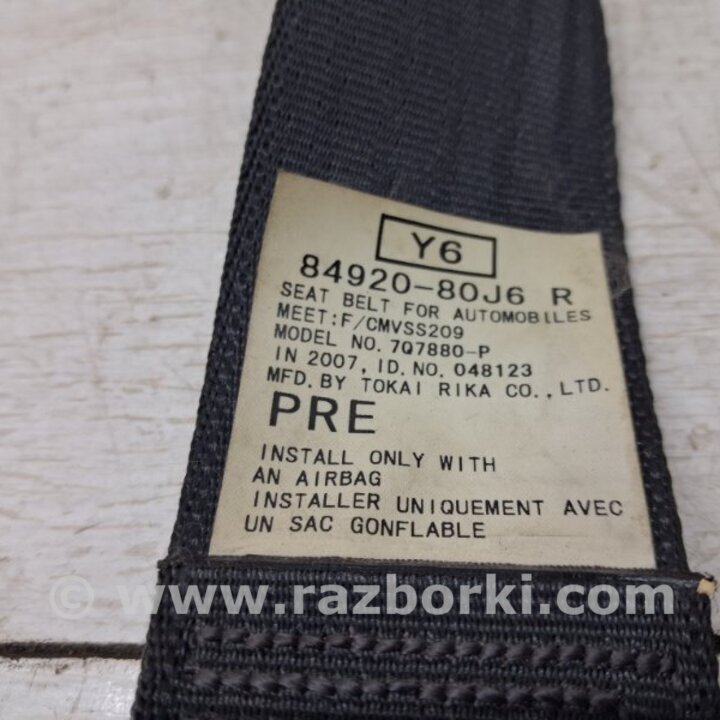 Y6
84920-80J6 R
SEAT BELT FOR AUTOMOBILES
MEET:F/CMVSS209
MODEL NO. 7Q7880-P
IN 2007, ID.NO. 048123
MFD.BY TOKAI RIKA CO.,LTD.
PRE
INSTALL ONLY WITH
AN AIRBAG
INSTALLER UNIQUEMENT AVEC
UN SAC GONFLABLE
© www.razborki.com